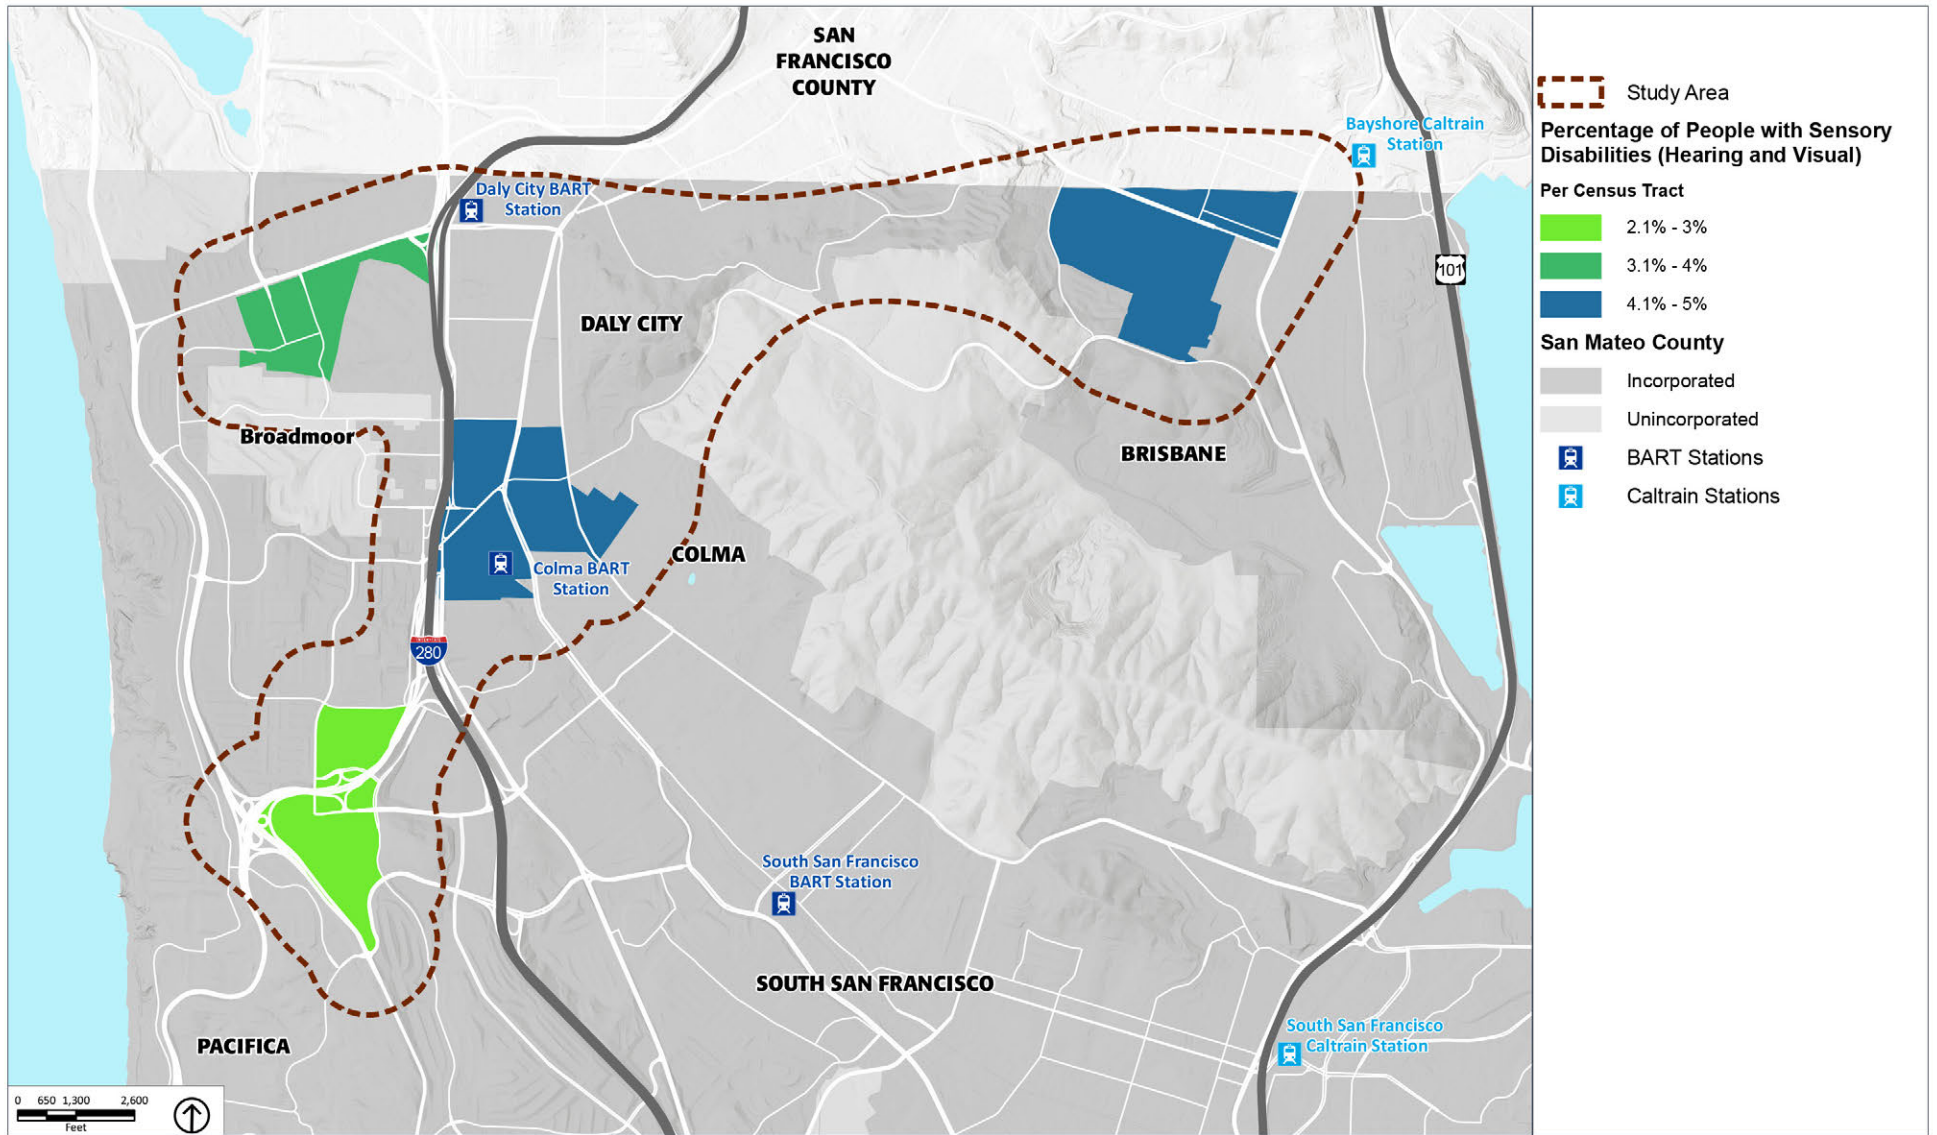 SAN
FRANCISCO
COUNTY
Bayshore Caltrain
Station
Daly City BART
Station
101
DALY CITY
Broadmoor
BRISBANE
COLMA
Colma BART
Station
INTERSTATE
280
South San Francisco
BART Station
SOUTH SAN FRANCISCO
South San Francisco
Caltrain Station
PACIFICA
0 650 1,300 2,600
Feet
Study Area
Percentage of People with Sensory
Disabilities (Hearing and Visual)
Per Census Tract
2.1% - 3%
3.1% - 4%
4.1% - 5%
San Mateo County
Incorporated
Unincorporated
BART Stations
Caltrain Stations